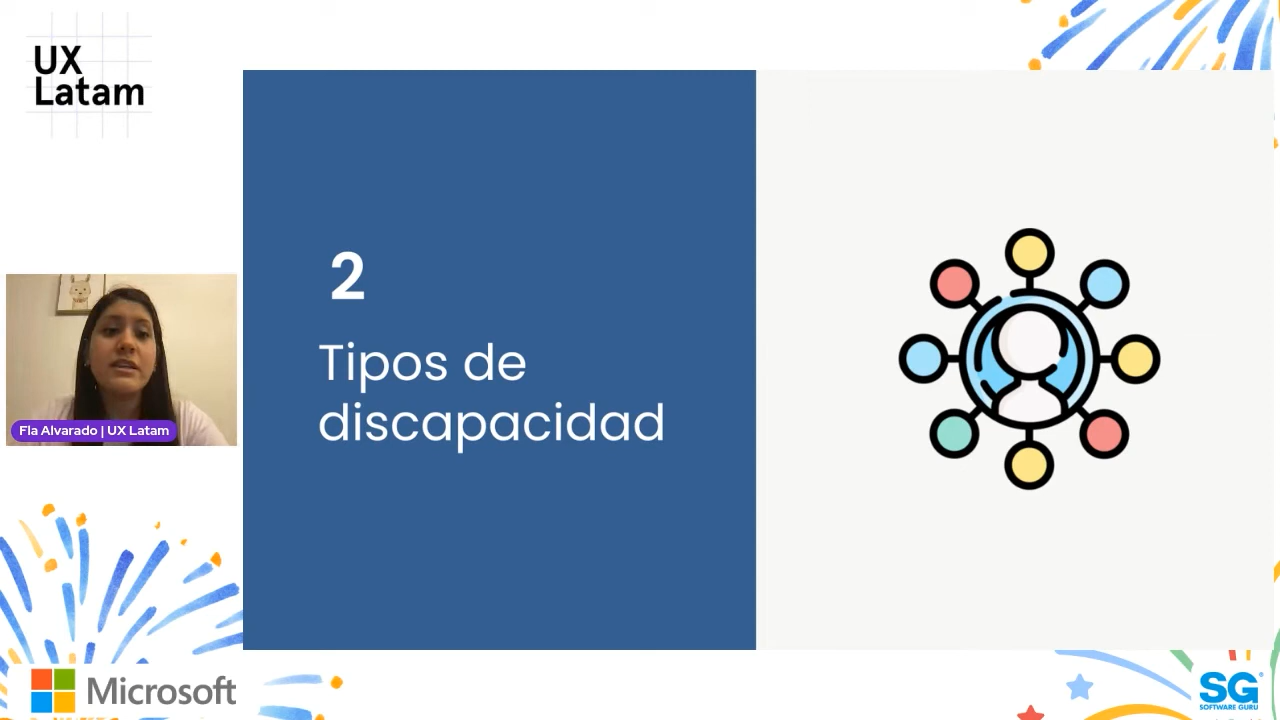 UX
Latam
2
Tipos de
discapacidad
Fla Alvarado | UX Latam
Microsoft
SG
SOFTWARE GURU